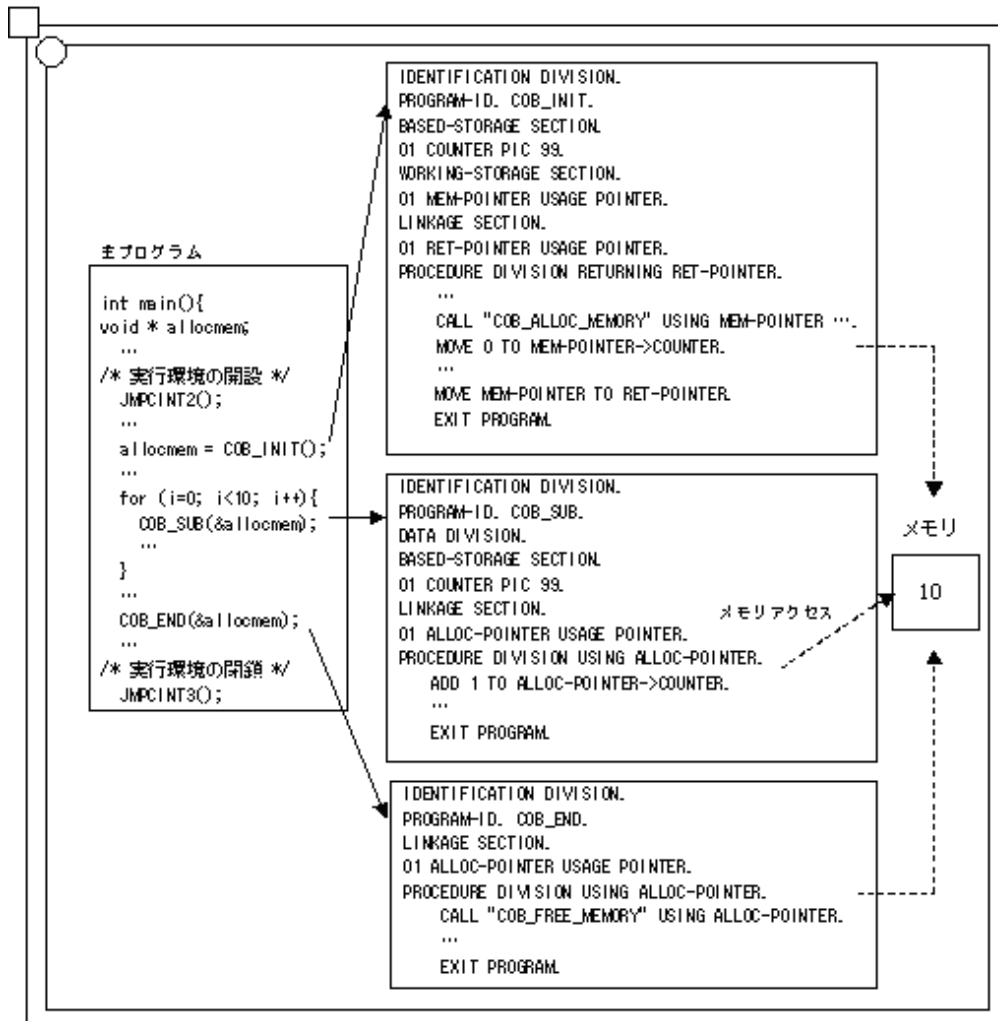 主プログラム
int main(){
void * allocmem;
…
/* 実行環境の開設 */
JMPCINT2();
…
allocmem = COB_INIT();
…
for (i=0; i<10; i++){
COB_SUB(&allocmem);
…
}
…
COB_END(&allocmem);
…
/* 実行環境の閉鎖 */
JMPCINT3();
IDENTIFICATION DIVISION.
PROGRAM-ID. COB_INIT.
BASED-STORAGE SECTION.
01 COUNTER PIC 99.
WORKING-STORAGE SECTION.
01 MEM-POINTER USAGE POINTER.
LINKAGE SECTION.
01 RET-POINTER USAGE POINTER.
PROCEDURE DIVISION RETURNING RET-POINTER.
…
CALL "COB_ALLOC_MEMORY" USING MEM-POINTER ….
MOVE 0 TO MEM-POINTER->COUNTER.
…
MOVE MEM-POINTER TO RET-POINTER.
EXIT PROGRAM.
IDENTIFICATION DIVISION.
PROGRAM-ID. COB_SUB.
DATA DIVISION.
BASED-STORAGE SECTION.
01 COUNTER PIC 99.
LINKAGE SECTION.
01 ALLOC-POINTER USAGE POINTER.
PROCEDURE DIVISION USING ALLOC-POINTER.
ADD 1 TO ALLOC-POINTER->COUNTER.
…
EXIT PROGRAM.
メモリアクセス
メモリ
10
IDENTIFICATION DIVISION.
PROGRAM-ID. COB_END.
LINKAGE SECTION.
01 ALLOC-POINTER USAGE POINTER.
PROCEDURE DIVISION USING ALLOC-POINTER.
CALL "COB_FREE_MEMORY" USING ALLOC-POINTER.
…
EXIT PROGRAM.